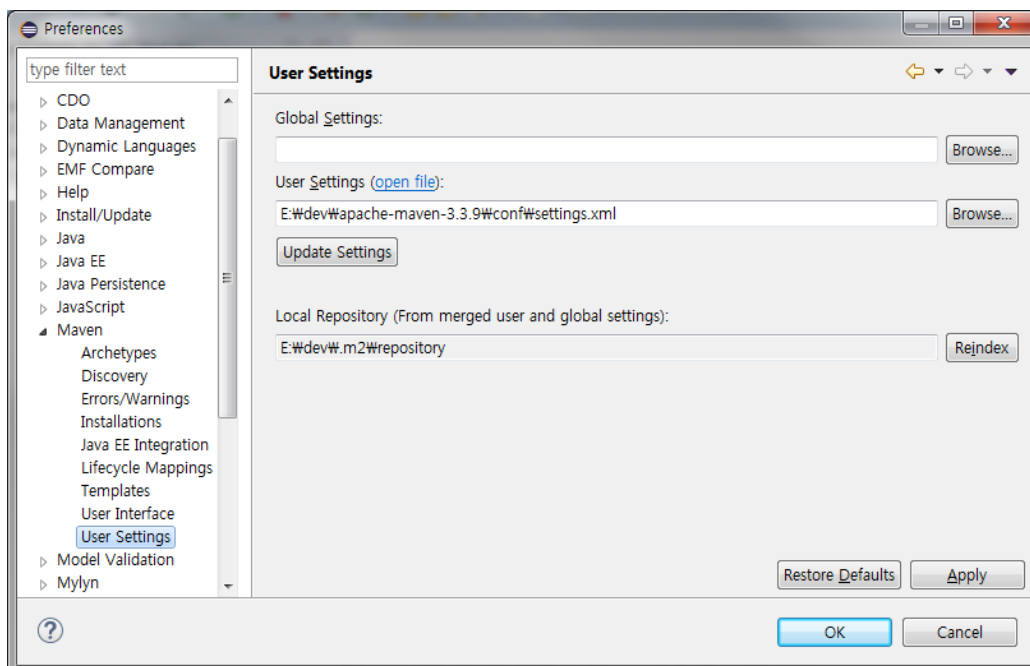 Preferences
type filter text
CDO
Data Management
Dynamic Languages
EMF Compare
Help
Install/Update
Java
Java EE
Java Persistence
JavaScript
Maven
Archetypes
Discovery
Errors/Warnings
Installations
Java EE Integration
Lifecycle Mappings
Templates
User Interface
User Settings
Model Validation
Mylyn
User Settings
Global Settings:
Browse...
User Settings (open file):
E:₩dev₩apache-maven-3.3.9₩conf₩settings.xml
Browse...
Update Settings
Local Repository (From merged user and global settings):
E:₩dev₩.m2₩repository
Reindex
Restore Defaults
Apply
OK
Cancel